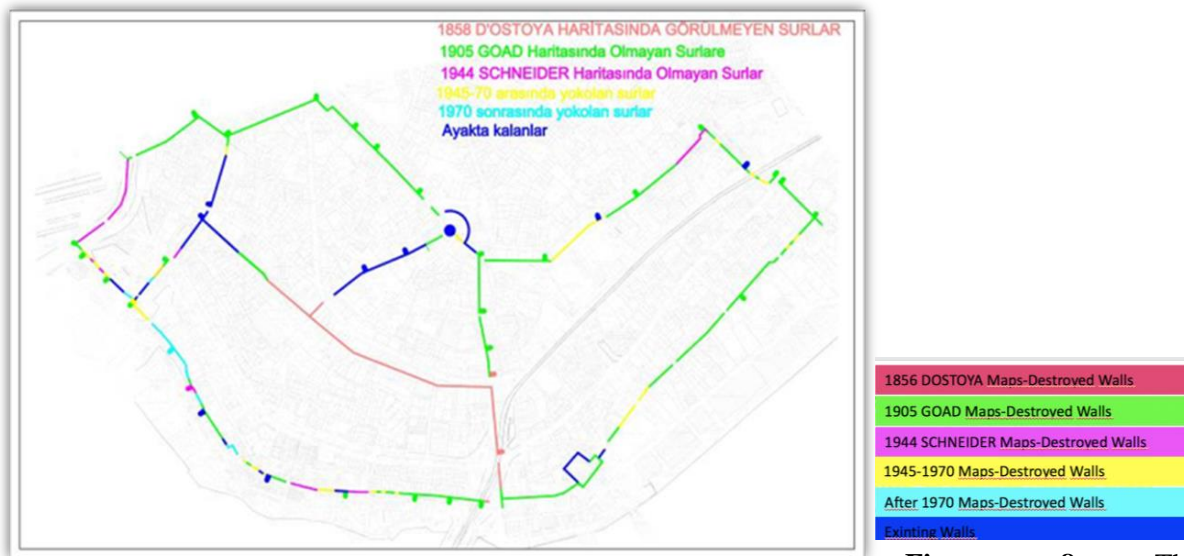 1858 D'OSTOYA HARİTASINDA GÖRÜLMEYEN SURLAR
1905 GOAD Haritasında Olmayan Surlare
1944 SCHNEIDER Haritasında Olmayan Surlar
1945-70 arasında yokolan surlar
1970 sonrasında yokolan surlar
Ayakta kalanlar
1856 DOSTOYA Maps-Destroyed Walls
1905 GOAD Maps-Destroyed Walls
1944 SCHNEIDER Maps-Destroyed Walls
1945-1970 Maps-Destroyed Walls
After 1970 Maps-Destroyed Walls
Exinting Walls